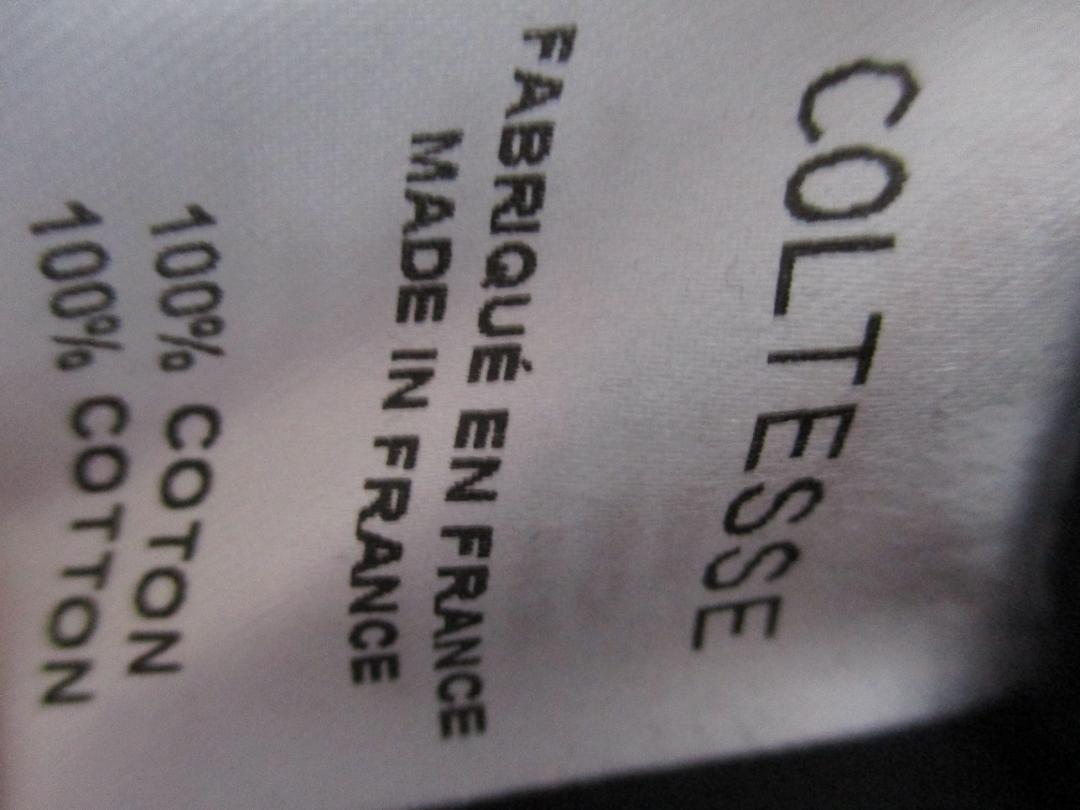 COLTESSE
FABRIQUÉ EN FRANCE
MADE IN FRANCE
100% COTON
100% COTTON